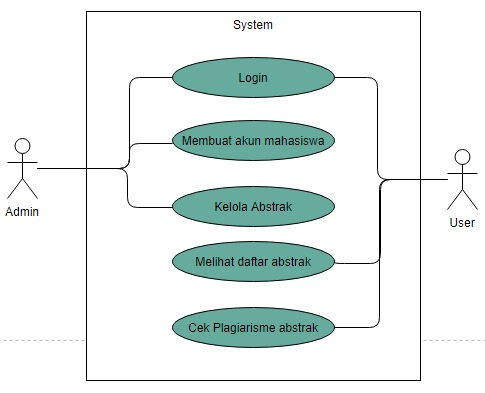 System
Login
Membuat akun mahasiswa
Kelola Abstrak
Melihat daftar abstrak
Cek Plagiarisme abstrak
Admin
User